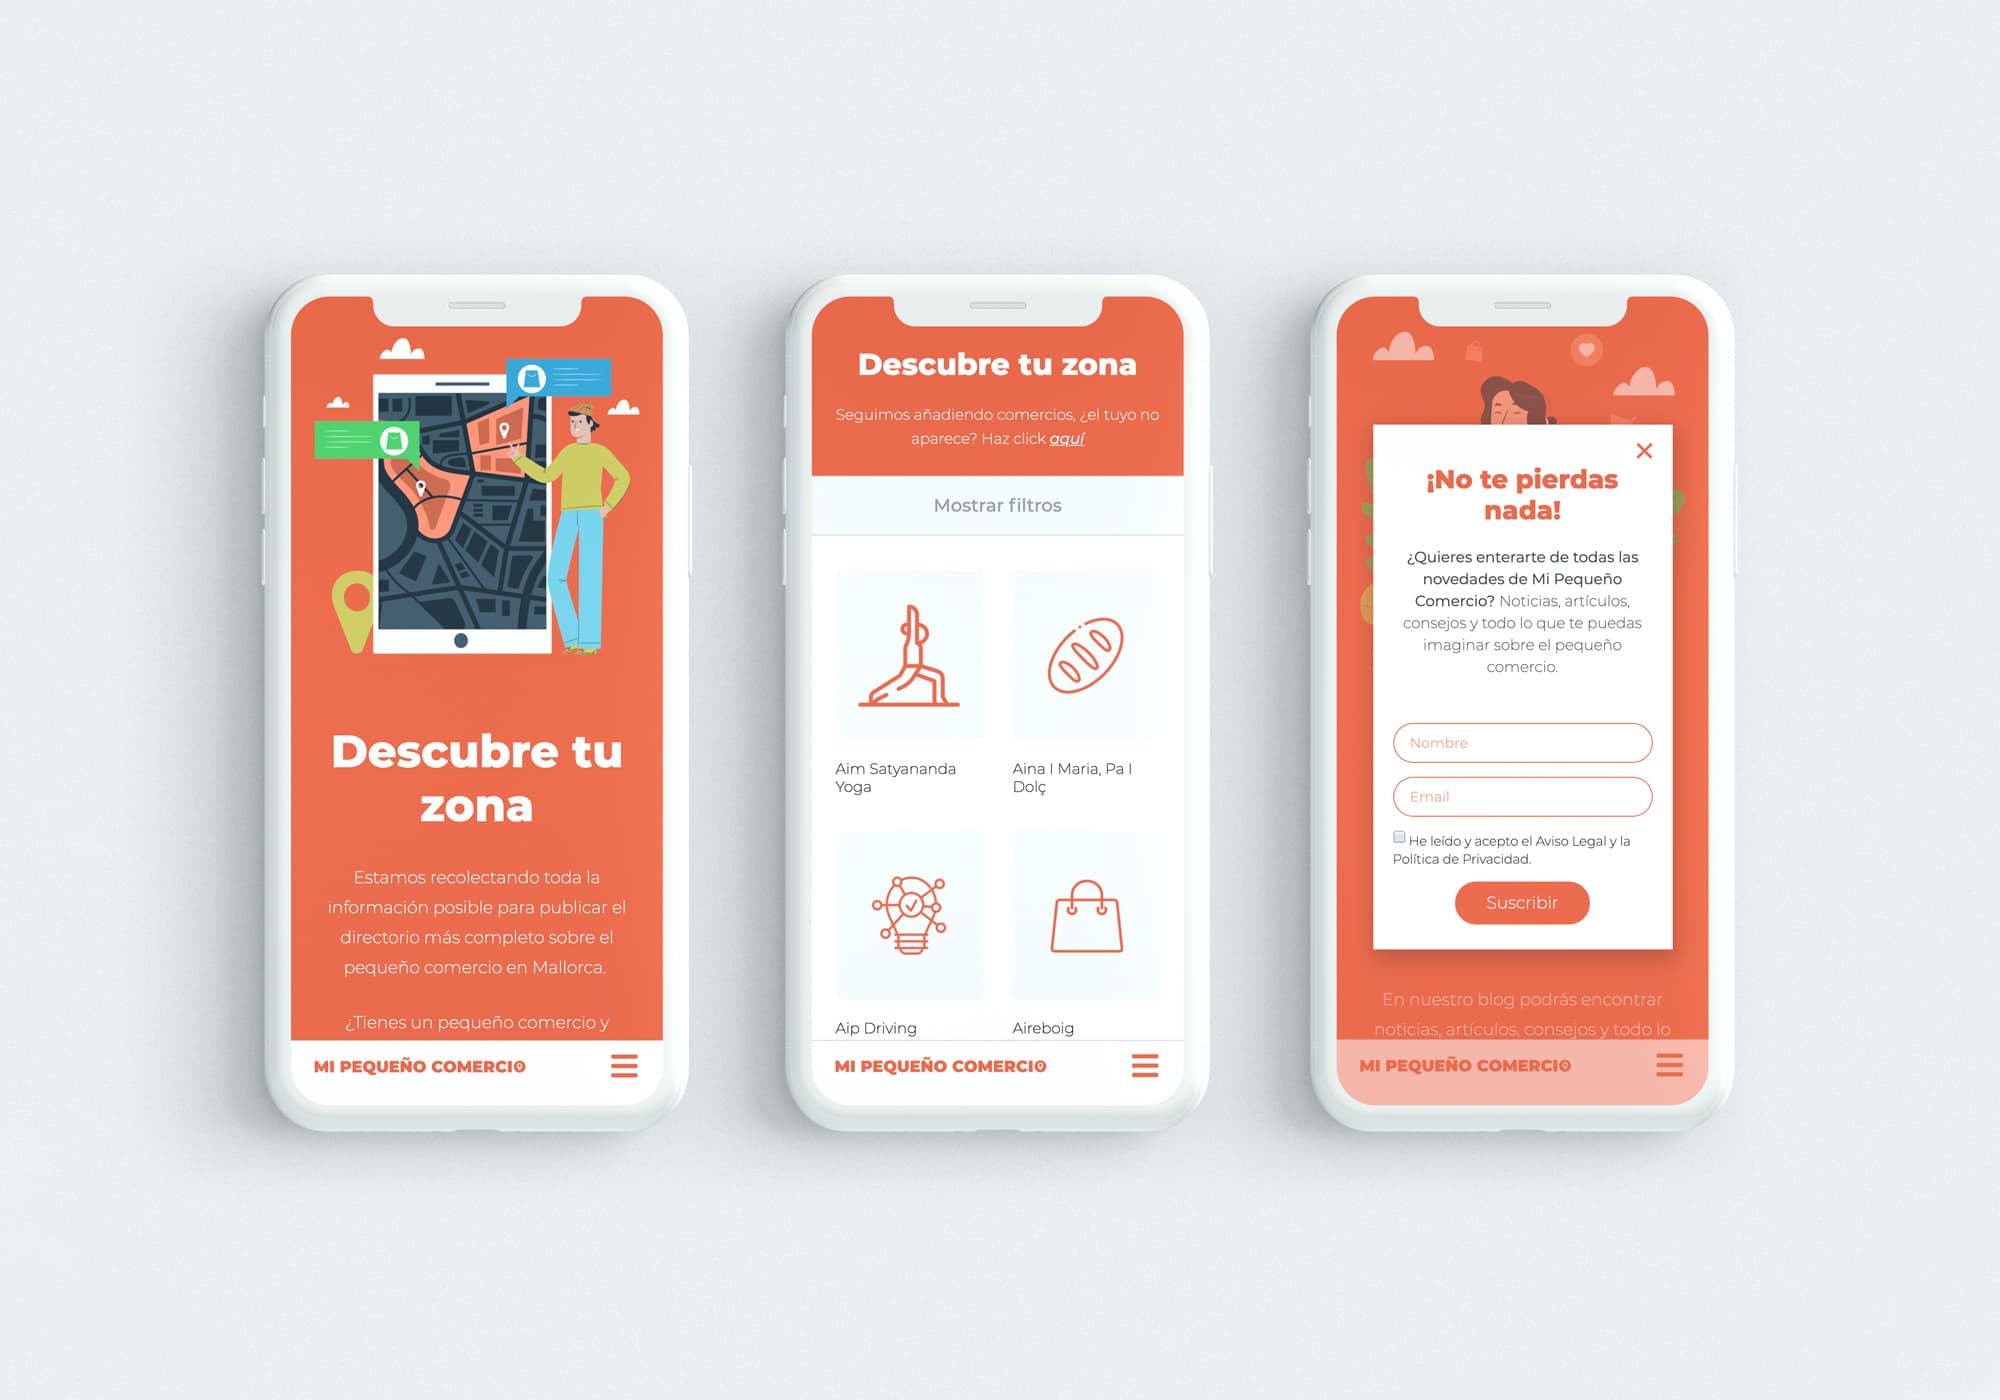 Descubre tu
zona
Estamos recolectando toda la
información posible para publicar el
directorio más completo sobre el
pequeño comercio en Mallorca.
¿Tienes un pequeño comercio y
MI PEQUEÑO COMERCIO
Descubre tu zona
Seguimos añadiendo comercios, ¿el tuyo no
aparece? Haz click aquí
Mostrar filtros
Aim Satyananda
Yoga
Aina I Maria, Pa I
Dolç
Aip Driving
Aireboig
MI PEQUEÑO COMERCIO
¡No te pierdas
nada!
¿Quieres enterarte de todas las
novedades de Mi Pequeño
Comercio? Noticias, artículos,
consejos y todo lo que te puedas
imaginar sobre el pequeño
comercio.
Nombre
Email
He leído y acepto el Aviso Legal y la
Política de Privacidad.
Suscribir
En nuestro blog podrás encontrar
noticias, artículos, consejos y todo lo
MI PEQUEÑO COMERCIO